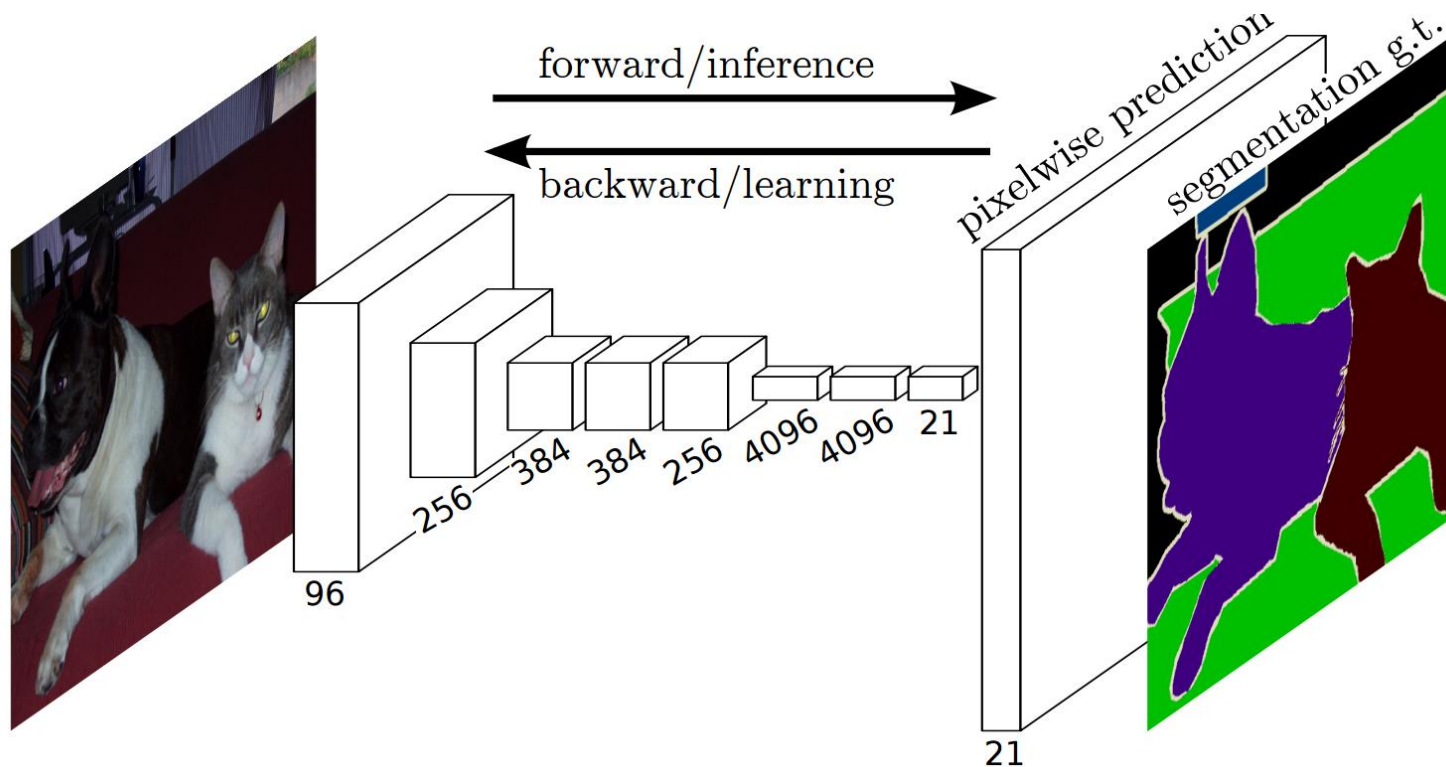 forward/inference
backward/learning
pixelwise prediction
segmentation g.t.
96
256
384
384
256
4096
4096
21
21